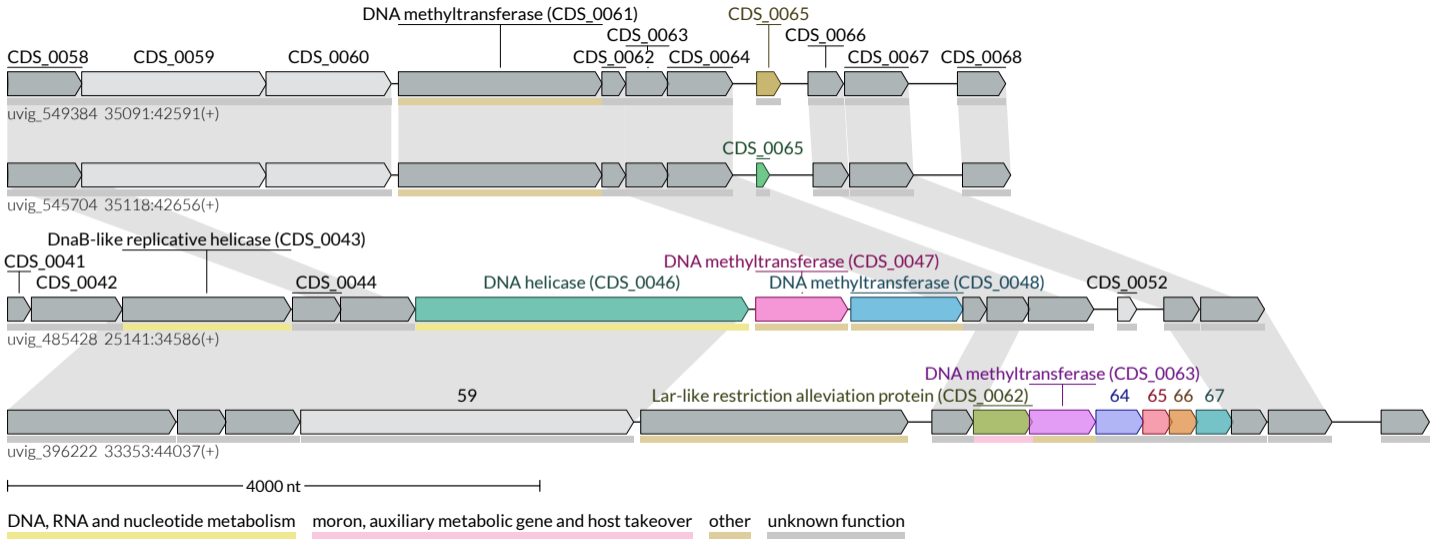 DNA methyltransferase (CDS_0061) CDS_0065
CDS_0063 CDS_0066
CDS_0058 CDS_0059 CDS_0060 CDS_0062 CDS_0064 CDS_0067 CDS_0068
uvig_549384 35091:42591(+)
CDS_0065
uvig_545704 35118:42656(+)
DnaB-like replicative helicase (CDS_0043)
CDS_0041 DNA methyltransferase (CDS_0047)
CDS_0042 CDS_0044 DNA helicase (CDS_0046) DNA methyltransferase (CDS_0048) CDS_0052
uvig_485428 25141:34586(+)
DNA methyltransferase (CDS_0063)
59 Lar-like restriction alleviation protein (CDS_0062) 64 65 66 67
uvig_396222 33353:44037(+)
4000 nt
DNA, RNA and nucleotide metabolism moron, auxiliary metabolic gene and host takeover other unknown function